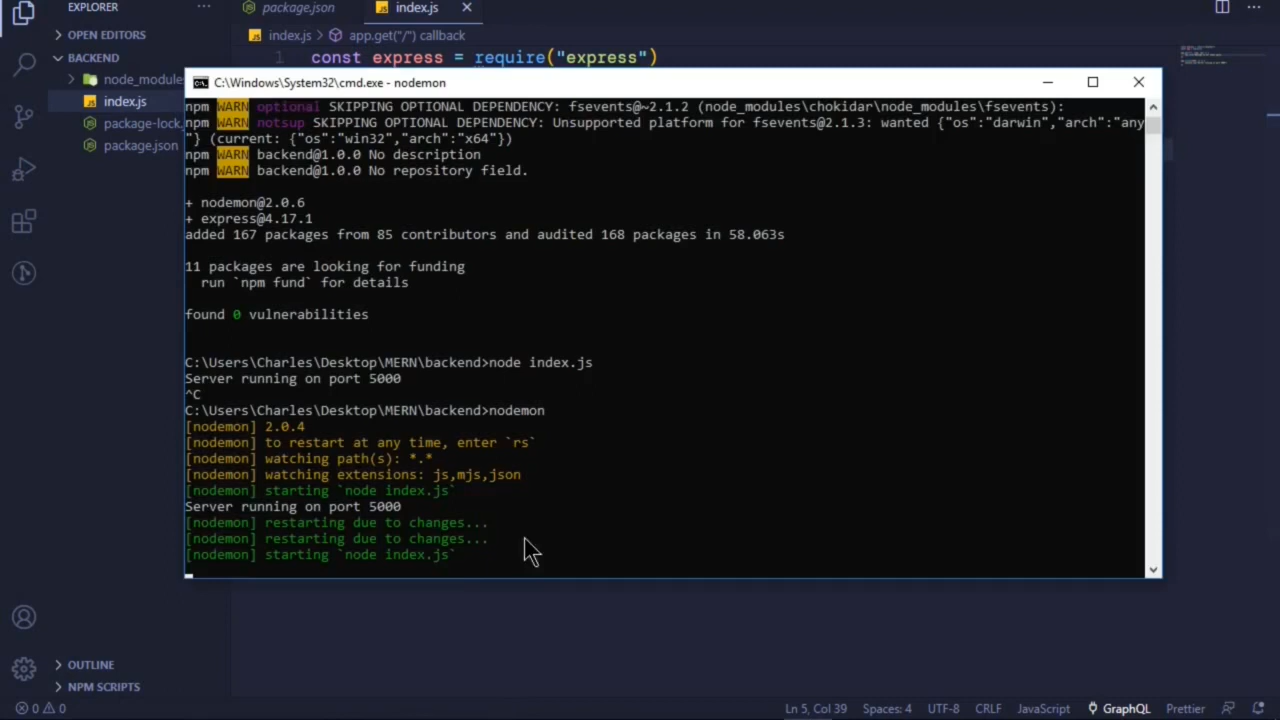 EXPLORER
package.json
index.js
OPEN EDITORS
index.js > app.get("/") callback
BACKEND
1 const express = require("express")
node_module
index.js
package-lock.
package.json
C:\Windows\System32\cmd.exe - nodemon
npm WARN optional SKIPPING OPTIONAL DEPENDENCY: fsevents@~2.1.2 (node_modules\chokidar\node_modules\fsevents):
npm WARN notsup SKIPPING OPTIONAL DEPENDENCY: Unsupported platform for fsevents@2.1.3: wanted {"os":"darwin","arch":"any
"} (current: {"os":"win32","arch":"x64"})
npm WARN backend@1.0.0 No description
npm WARN backend@1.0.0 No repository field.
+ nodemon@2.0.6
+ express@4.17.1
added 167 packages from 85 contributors and audited 168 packages in 58.063s
11 packages are looking for funding
run `npm fund` for details
found 0 vulnerabilities
C:\Users\Charles\Desktop\MERN\backend>node index.js
Server running on port 5000
^C
C:\Users\Charles\Desktop\MERN\backend>nodemon
[nodemon] 2.0.4
[nodemon] to restart at any time, enter `rs`
[nodemon] watching path(s): *.*
[nodemon] watching extensions: js,mjs,json
[nodemon] starting `node index.js`
Server running on port 5000
[nodemon] restarting due to changes...
[nodemon] restarting due to changes...
[nodemon] starting `node index.js`
OUTLINE
NPM SCRIPTS
0 0
Ln 5, Col 39
Spaces: 4
UTF-8
CRLF
JavaScript
GraphQL
Prettier